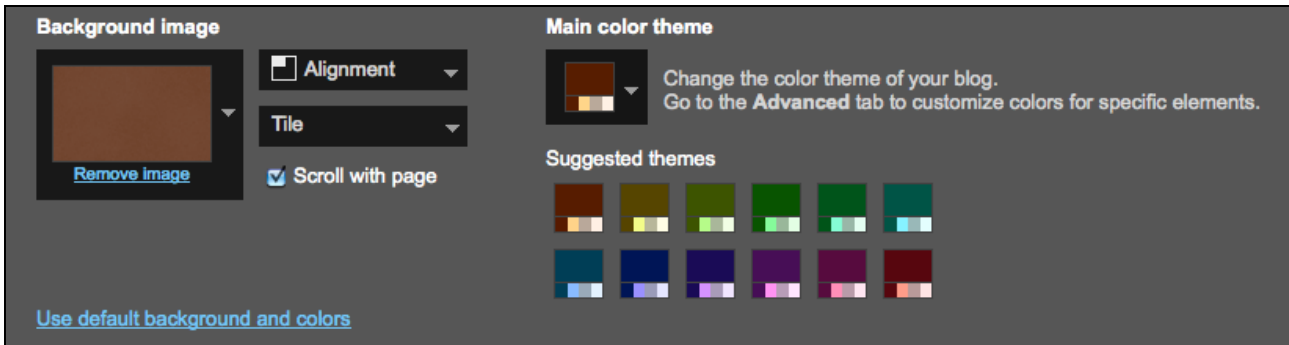 Background image
Remove image
Alignment
Tile
Scroll with page
Use default background and colors
Main color theme
Change the color theme of your blog.
Go to the Advanced tab to customize colors for specific elements.
Suggested themes